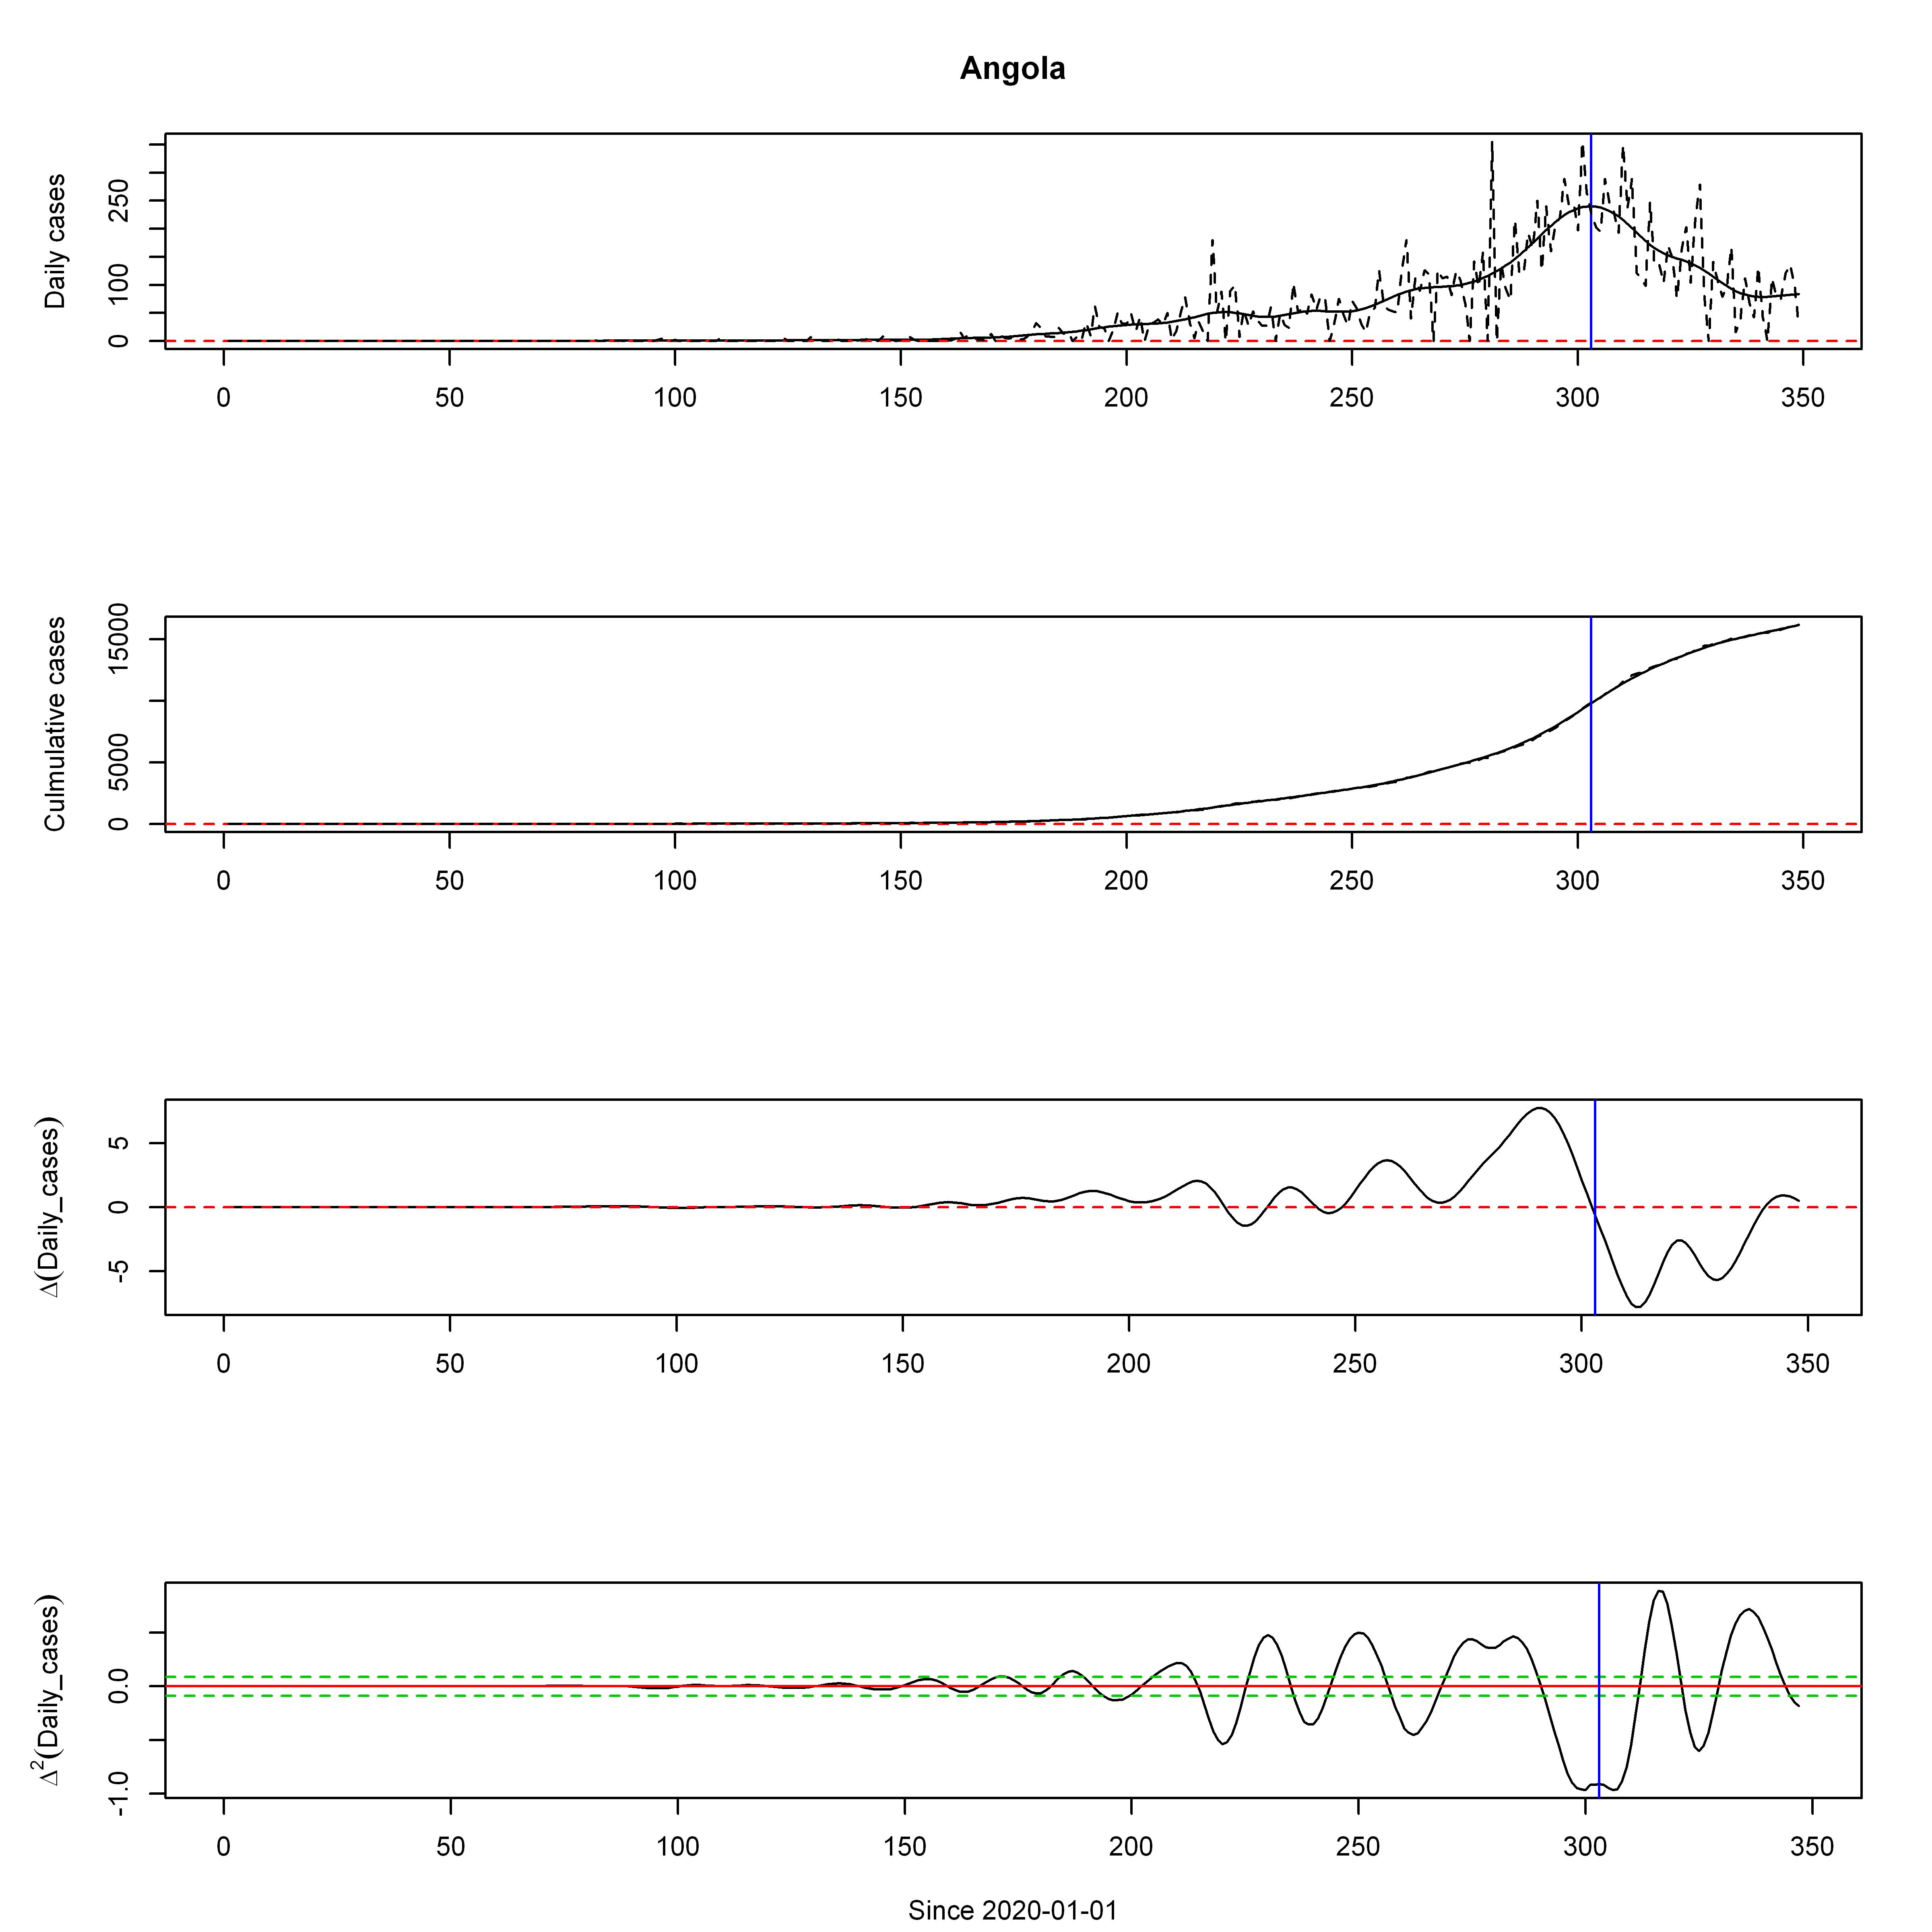 Angola
Daily cases
0 100 250
0 50 100 150 200 250 300 350
Culmulative cases
0 5000 15000
0 50 100 150 200 250 300 350
Δ(Daily_cases)
-5 0 5
0 50 100 150 200 250 300 350
Δ²(Daily_cases)
-1.0 0.0
0 50 100 150 200 250 300 350
Since 2020-01-01